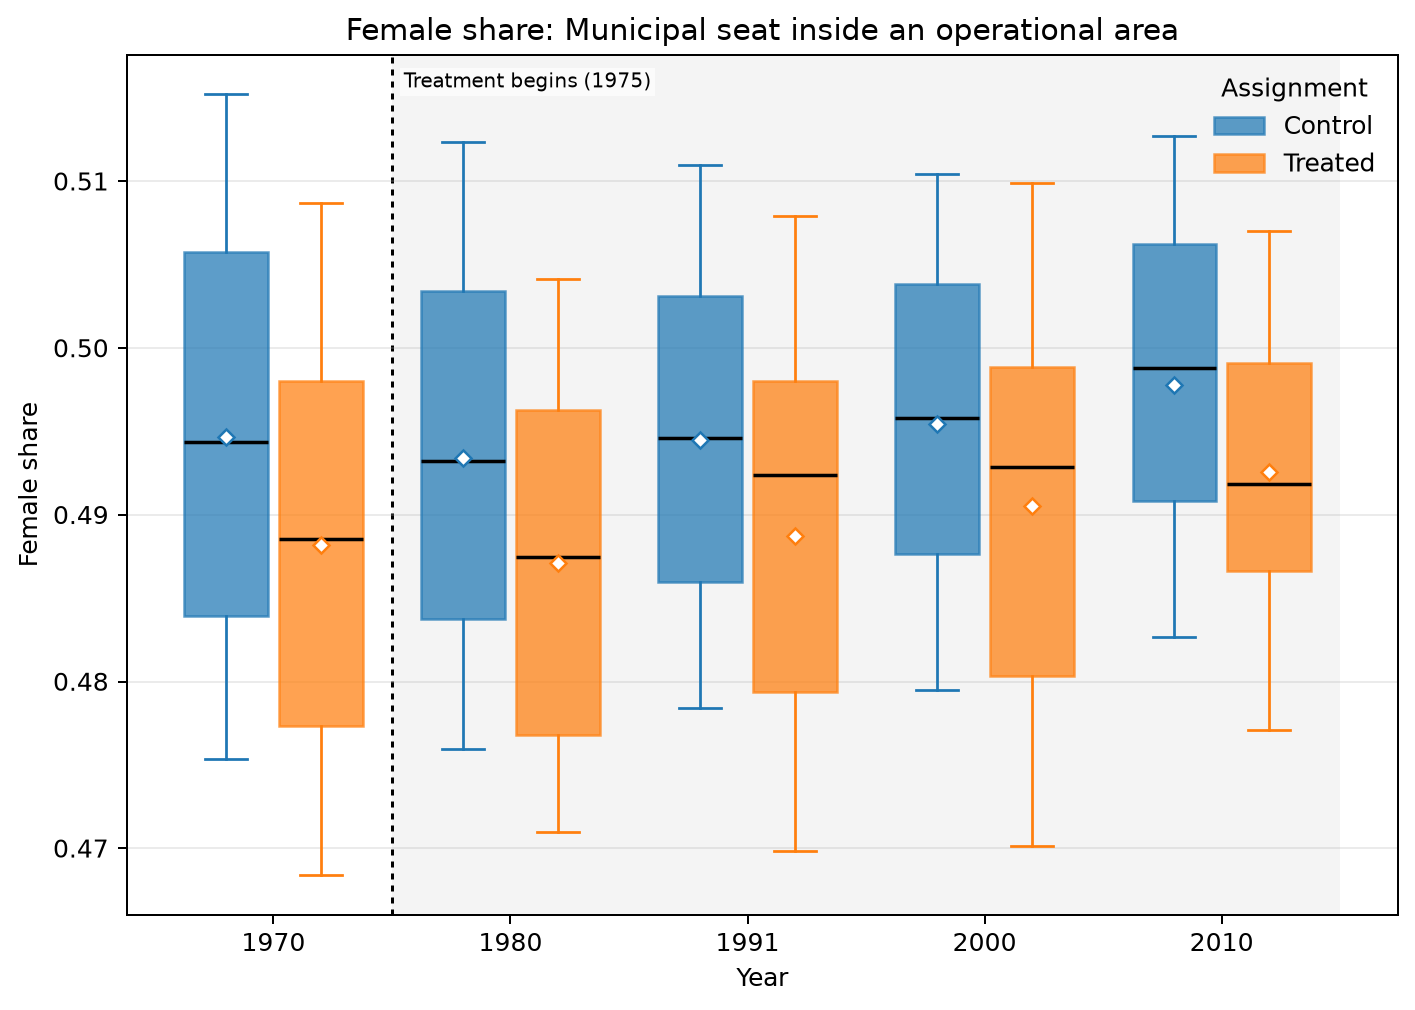 Female share: Municipal seat inside an operational area
Treatment begins (1975)
Assignment
Control
Treated
Female share
0.51
0.50
0.49
0.48
0.47
1970 1980 1991 2000 2010
Year